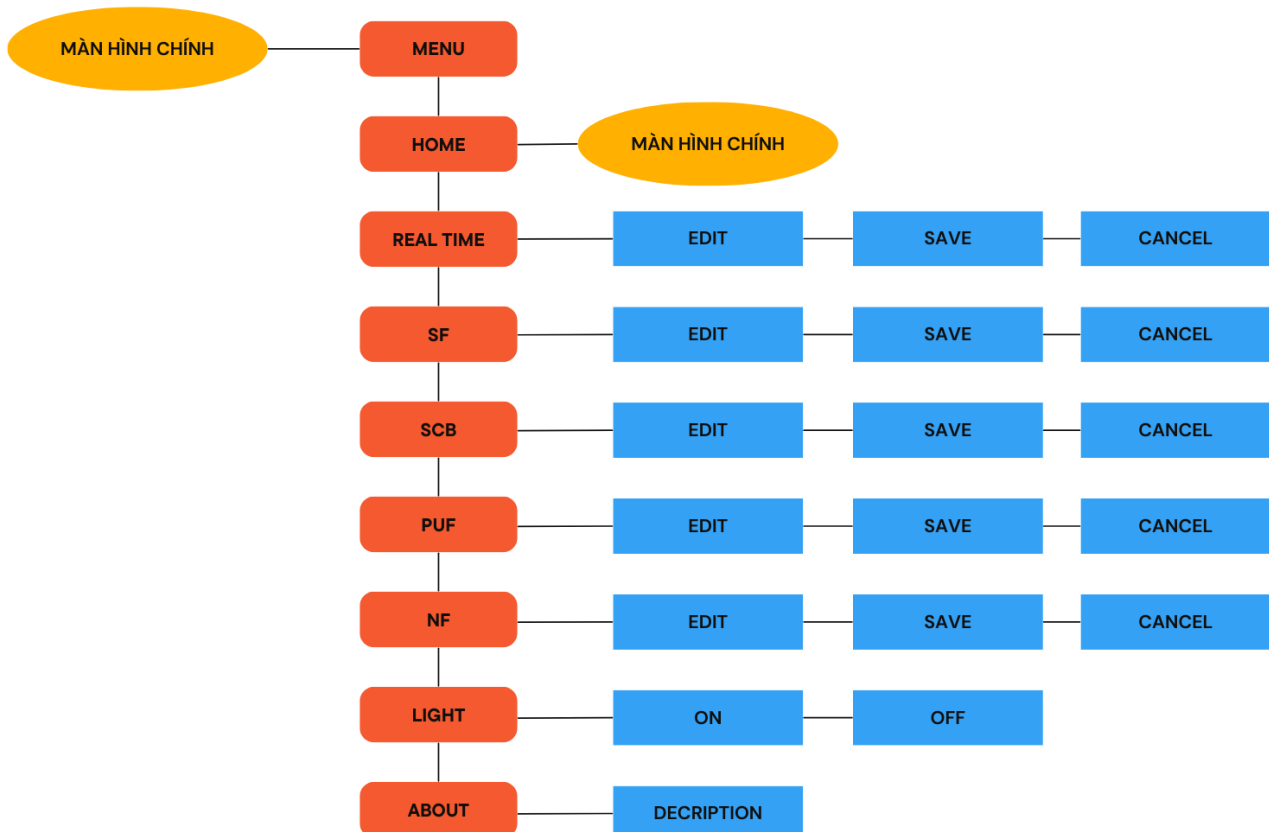 MÀN HÌNH CHÍNH
MENU
HOME
MÀN HÌNH CHÍNH
REAL TIME
EDIT
SAVE
CANCEL
SF
EDIT
SAVE
CANCEL
SCB
EDIT
SAVE
CANCEL
PUF
EDIT
SAVE
CANCEL
NF
EDIT
SAVE
CANCEL
LIGHT
ON
OFF
ABOUT
DECRIPTION